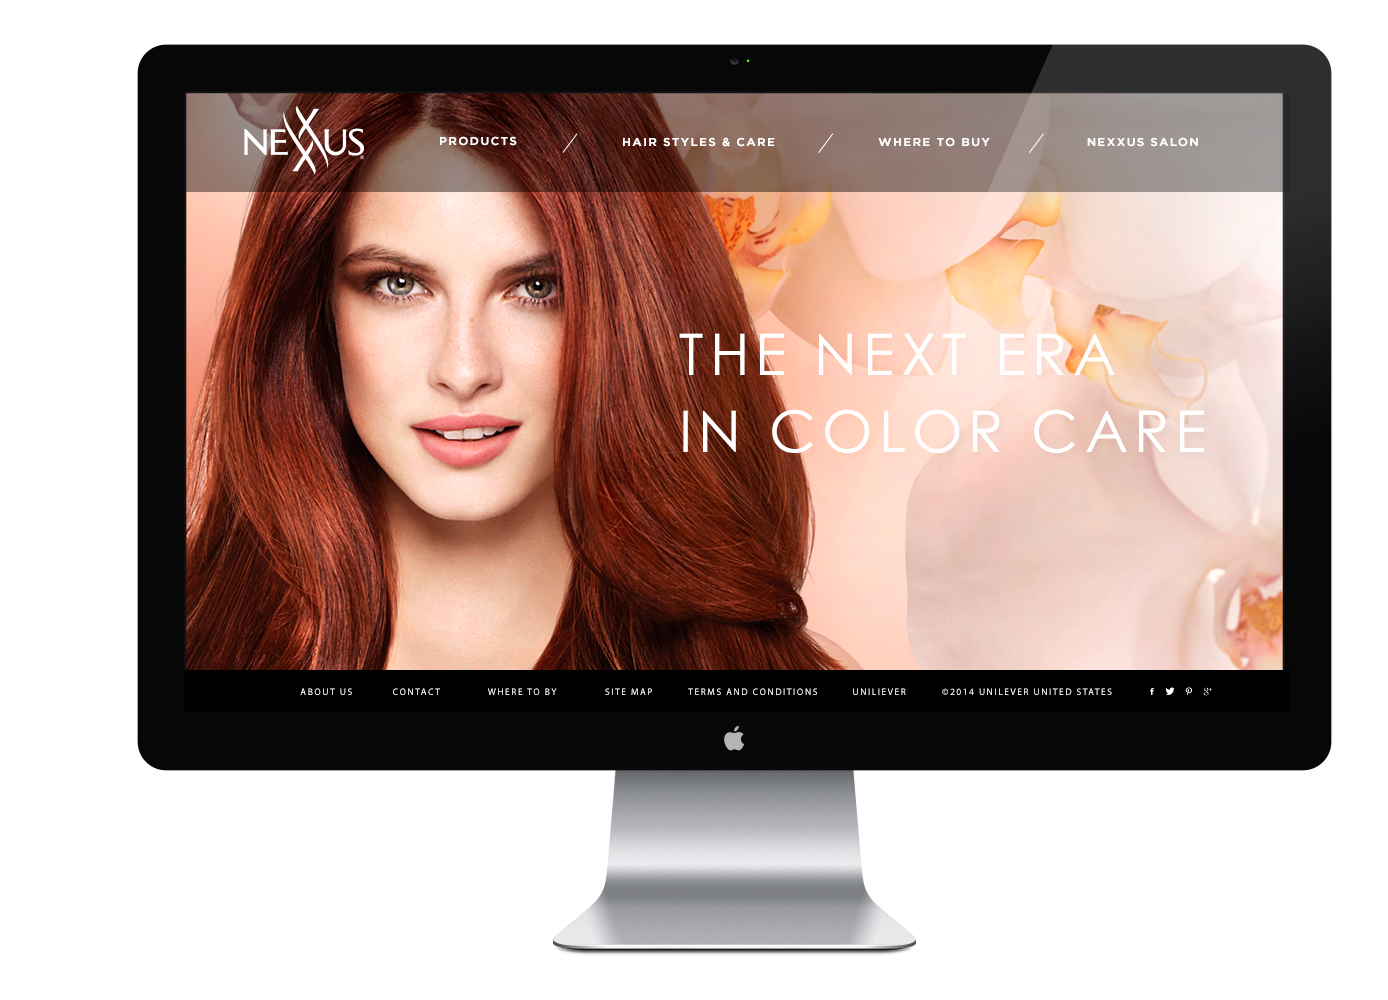 NEXXUS
PRODUCTS / HAIR STYLES & CARE / WHERE TO BUY / NEXXUS SALON
THE NEXT ERA
IN COLOR CARE
ABOUT US CONTACT WHERE TO BY SITE MAP TERMS AND CONDITIONS UNILIEVER ©2014 UNILEVER UNITED STATES